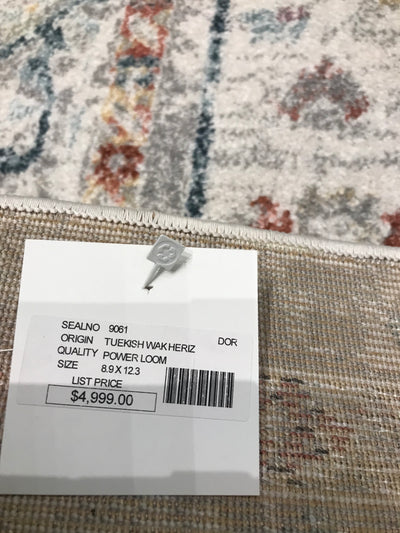 SEALNO 9061
ORIGIN TUEKISH WAK HERIZ DOR
QUALITY POWER LOOM
SIZE 8.9 X 12.3
LIST PRICE
$4,999.00